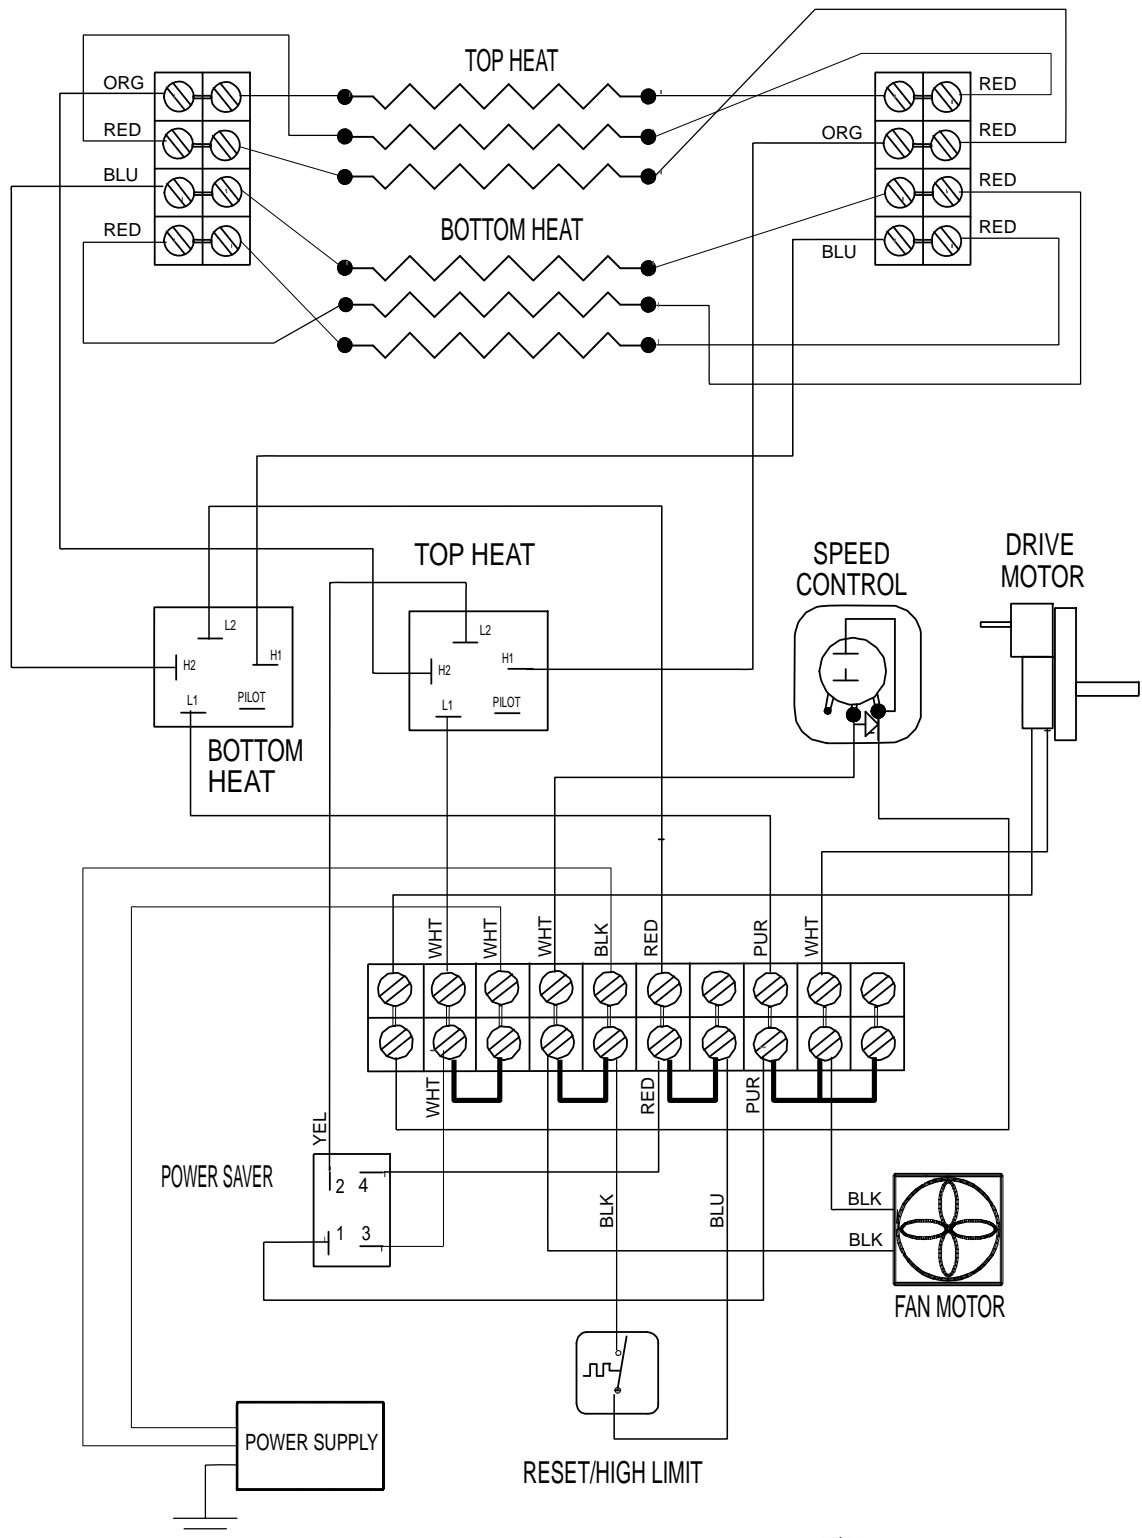 TOP HEAT
ORG
RED
BLU
RED
RED
ORG
RED
RED
RED
BLU
BOTTOM HEAT
TOP HEAT
SPEED
CONTROL
DRIVE
MOTOR
L2
H2
H1
L1
PILOT
L2
H2
H1
L1
PILOT
BOTTOM
HEAT
WHT
WHT
WHT
BLK
RED
PUR
WHT
WHT
RED
PUR
YEL
POWER SAVER
2 4
1 3
BLK
BLU
BLK
BLK
FAN MOTOR
POWER SUPPLY
RESET/HIGH LIMIT